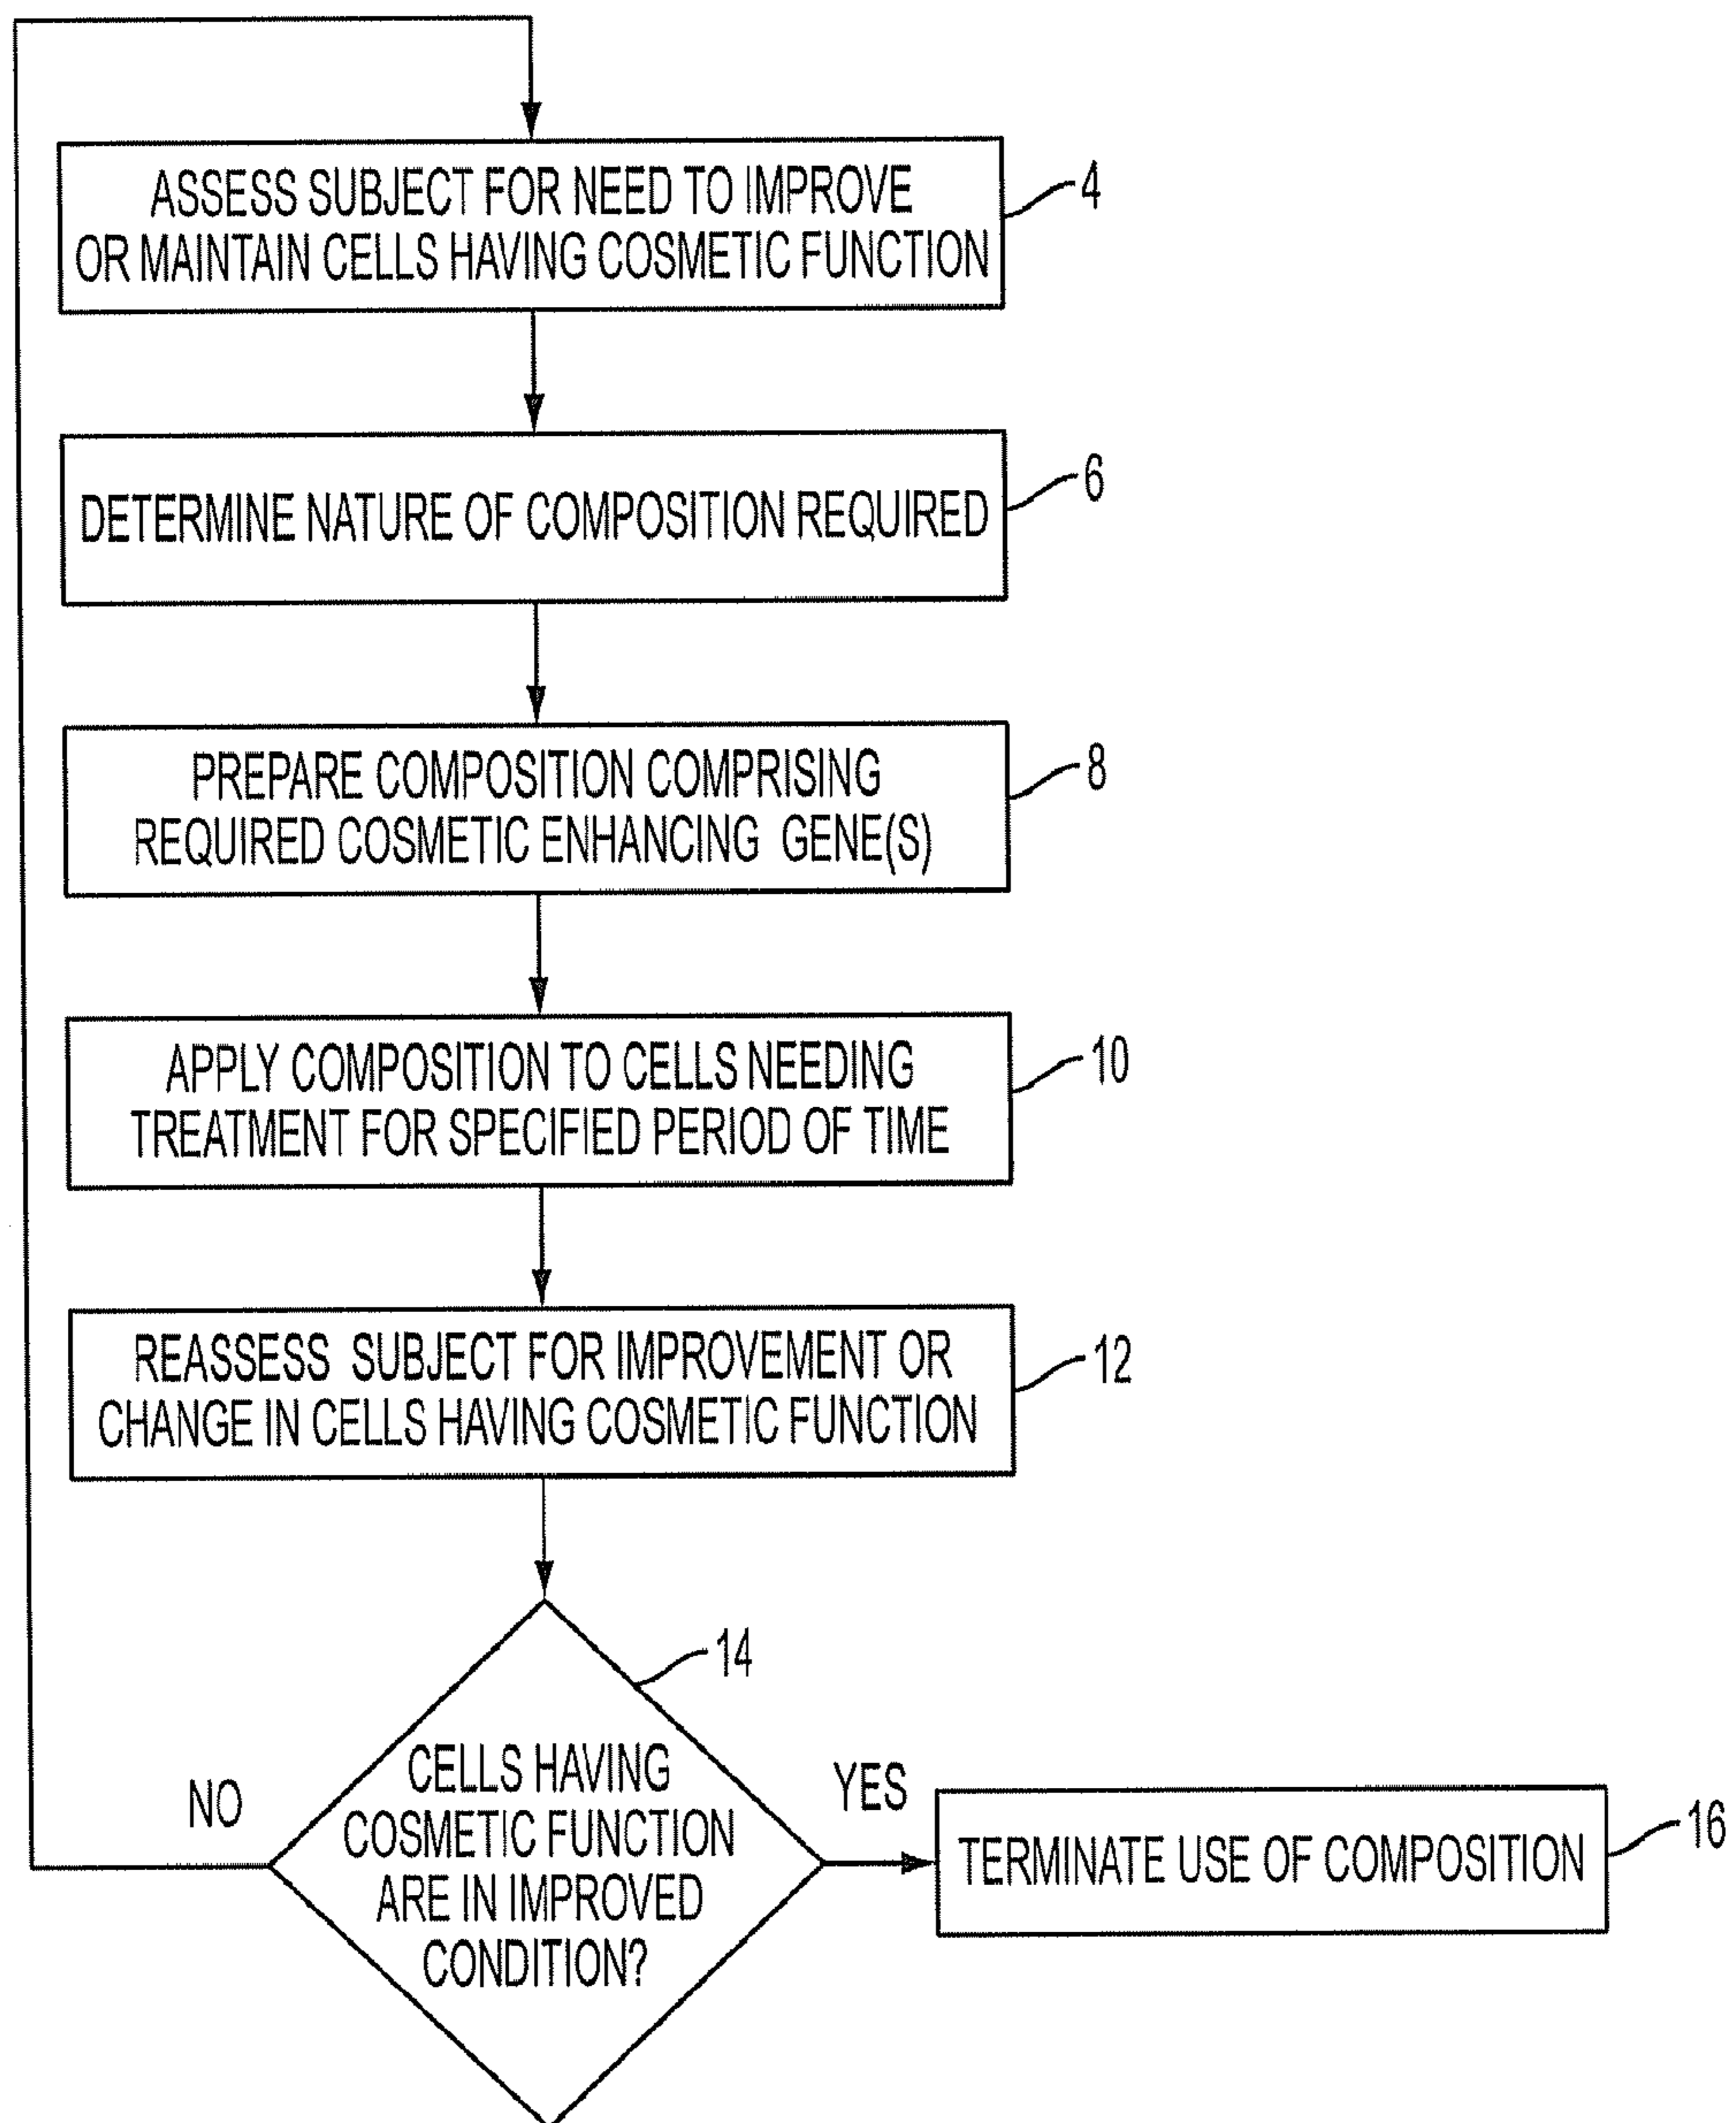 ASSESS SUBJECT FOR NEED TO IMPROVE
OR MAINTAIN CELLS HAVING COSMETIC FUNCTION
4
DETERMINE NATURE OF COMPOSITION REQUIRED
6
PREPARE COMPOSITION COMPRISING
REQUIRED COSMETIC ENHANCING GENE(S)
8
APPLY COMPOSITION TO CELLS NEEDING
TREATMENT FOR SPECIFIED PERIOD OF TIME
10
REASSESS SUBJECT FOR IMPROVEMENT OR
CHANGE IN CELLS HAVING COSMETIC FUNCTION
12
14
CELLS HAVING
COSMETIC FUNCTION
ARE IN IMPROVED
CONDITION?
NO
YES
TERMINATE USE OF COMPOSITION
16